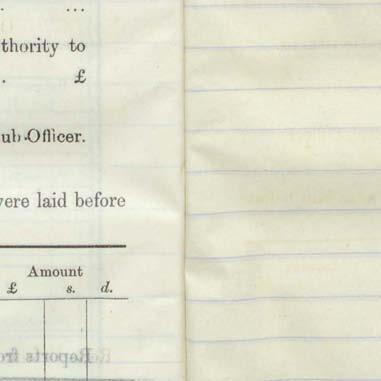 . ...
thority to
. £
ub-Officer.
vere laid before
Amount
£ s. d.